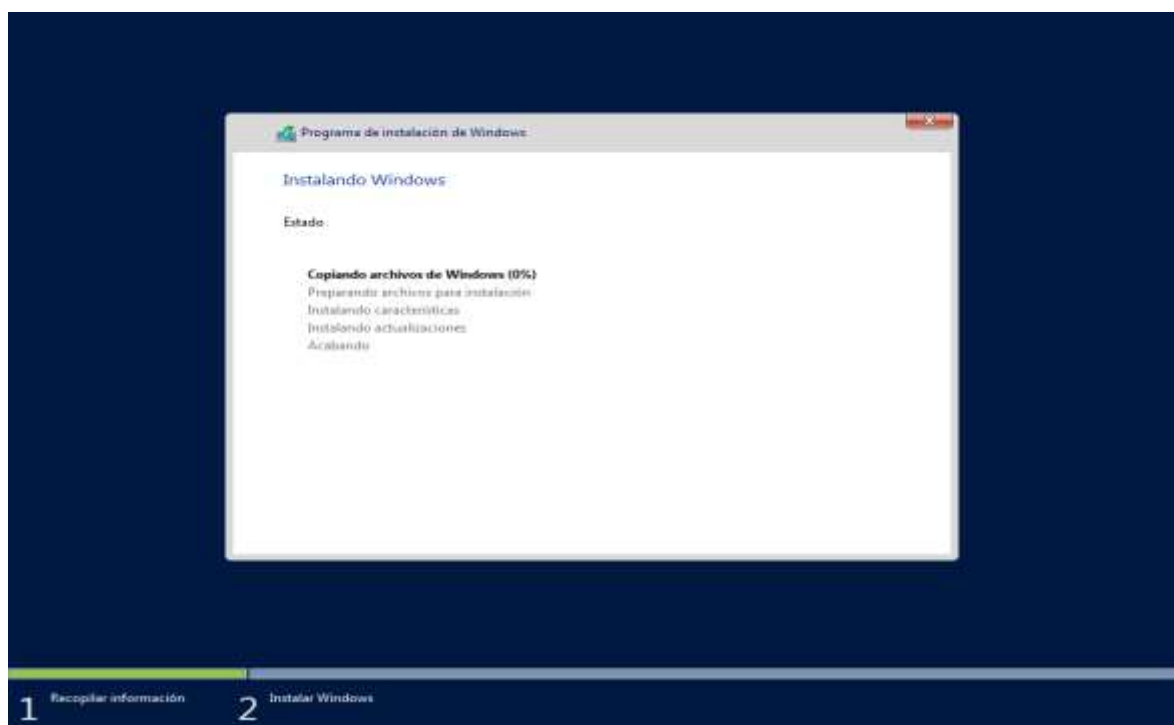 Programa de instalación de Windows
Instalando Windows
Estado
Copiando archivos de Windows (0%)
Preparando archivos para instalación
Instalando características
Instalando actualizaciones
Acabando
1 Recopilar información
2 Instalar Windows